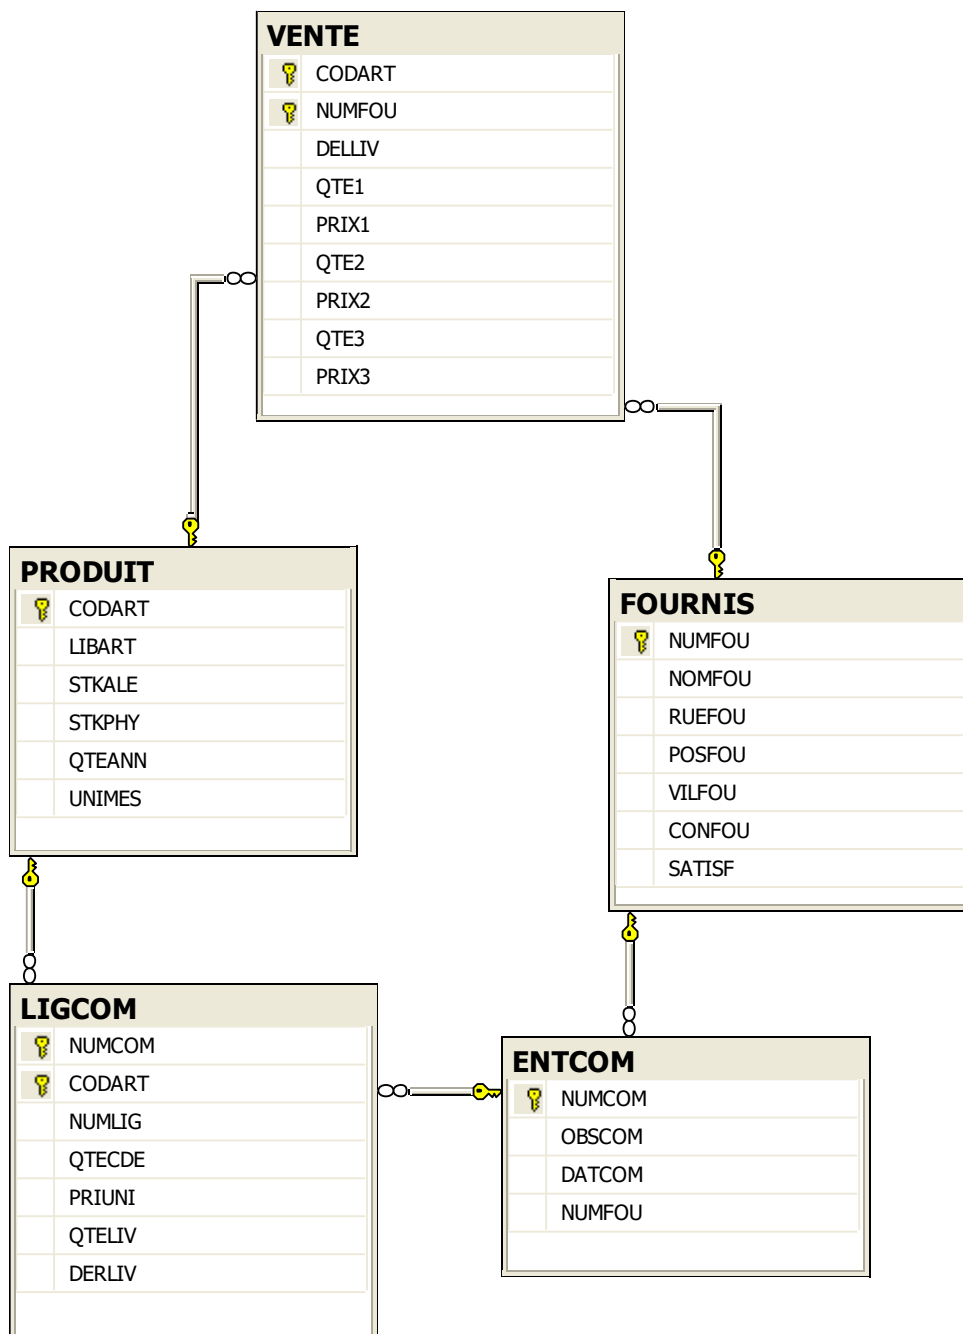 VENTE
CODART
NUMFOU
DELLIV
QTE1
PRIX1
QTE2
PRIX2
QTE3
PRIX3
PRODUIT
CODART
LIBART
STKALE
STKPHY
QTEANN
UNIMES
FOURNIS
NUMFOU
NOMFOU
RUEFOU
POSFOU
VILFOU
CONFOU
SATISF
LIGCOM
NUMCOM
CODART
NUMLIG
QTECDE
PRIUNI
QTELIV
DERLIV
ENTCOM
NUMCOM
OBSCOM
DATCOM
NUMFOU